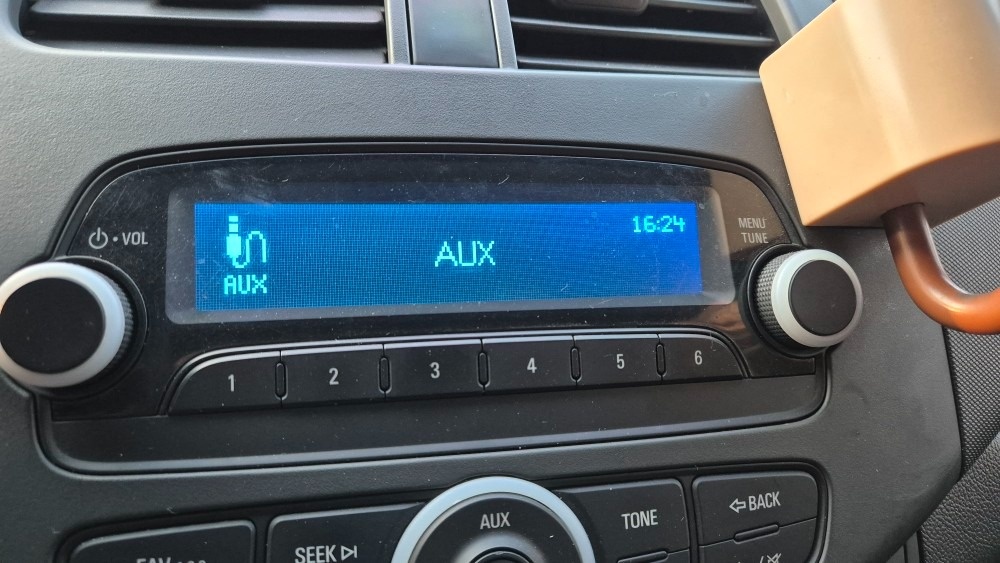 16:24
VOL
AUX
AUX
MENU
TUNE
1 2 3 4 5 6
AUX
TONE
BACK
SEEK